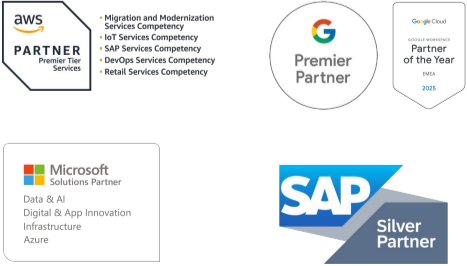 aws
PARTNER
Premier Tier
Services
• Migration and Modernization
Services Competency
• IoT Services Competency
• SAP Services Competency
• DevOps Services Competency
• Retail Services Competency
G
Premier
Partner
Google Cloud
GOOGLE WORKSPACE
Partner
of the Year
EMEA
2025
Microsoft
Solutions Partner
Data & AI
Digital & App Innovation
Infrastructure
Azure
SAP
Silver
Partner